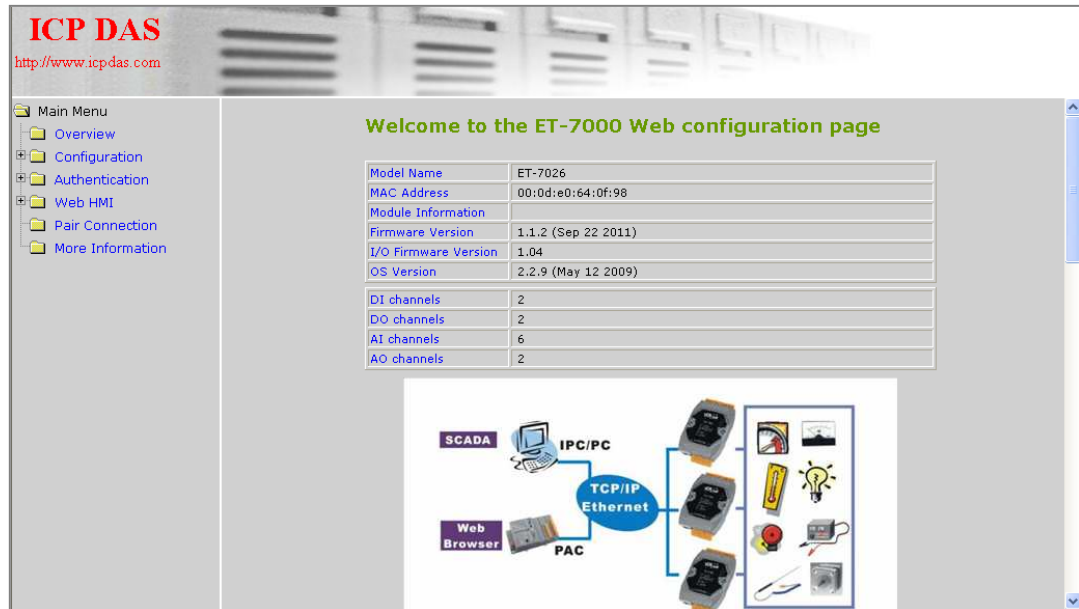 ICP DAS
http://www.icpdas.com
Main Menu
Overview
Configuration
Authentication
Web HMI
Pair Connection
More Information
Welcome to the ET-7000 Web configuration page
Model Name ET-7026
MAC Address 00:0d:e0:64:0f:98
Module Information
Firmware Version 1.1.2 (Sep 22 2011)
I/O Firmware Version 1.04
OS Version 2.2.9 (May 12 2009)
DI channels 2
DO channels 2
AI channels 6
AO channels 2
SCADA
IPC/PC
TCP/IP
Ethernet
Web
Browser
PAC